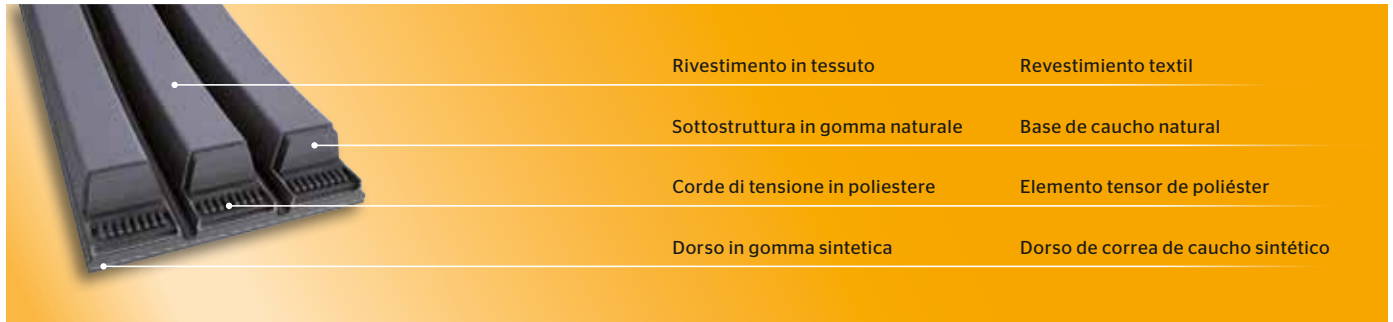 Rivestimento in tessuto Revestimiento textil
Sottostruttura in gomma naturale Base de caucho natural
Corde di tensione in poliestere Elemento tensor de poliéster
Dorso in gomma sintetica Dorso de correa de caucho sintético